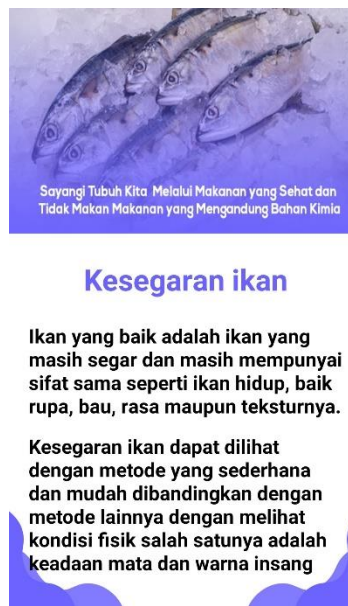 Sayangi Tubuh Kita Melalui Makanan yang Sehat dan
Tidak Makan Makanan yang Mengandung Bahan Kimia
Kesegaran ikan
Ikan yang baik adalah ikan yang
masih segar dan masih mempunyai
sifat sama seperti ikan hidup, baik
rupa, bau, rasa maupun teksturnya.
Kesegaran ikan dapat dilihat
dengan metode yang sederhana
dan mudah dibandingkan dengan
metode lainnya dengan melihat
kondisi fisik salah satunya adalah
keadaan mata dan warna insang